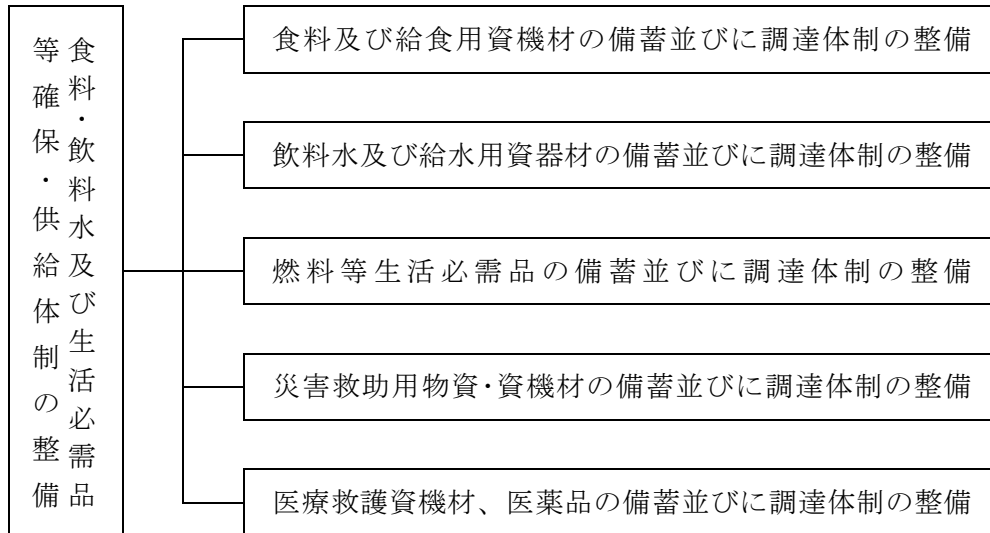 食料・飲料水及び生活必需品
等確保・供給体制の整備
食料及び給食用資機材の備蓄並びに調達体制の整備
飲料水及び給水用資器材の備蓄並びに調達体制の整備
燃料等生活必需品の備蓄並びに調達体制の整備
災害救助用物資・資機材の備蓄並びに調達体制の整備
医療救護資機材、医薬品の備蓄並びに調達体制の整備